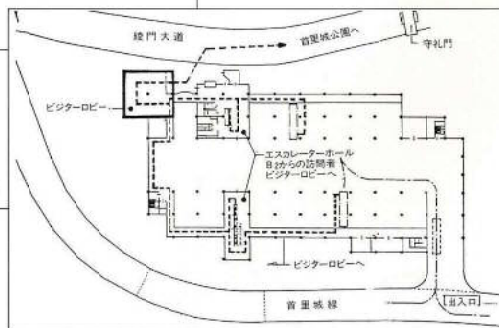 綾門大道
首里城公園へ
守礼門
ビジターロビー
エスカレーターホール
B2からの訪問者
ビジターロビーへ
ビジターロビーへ
首里城線
出入口